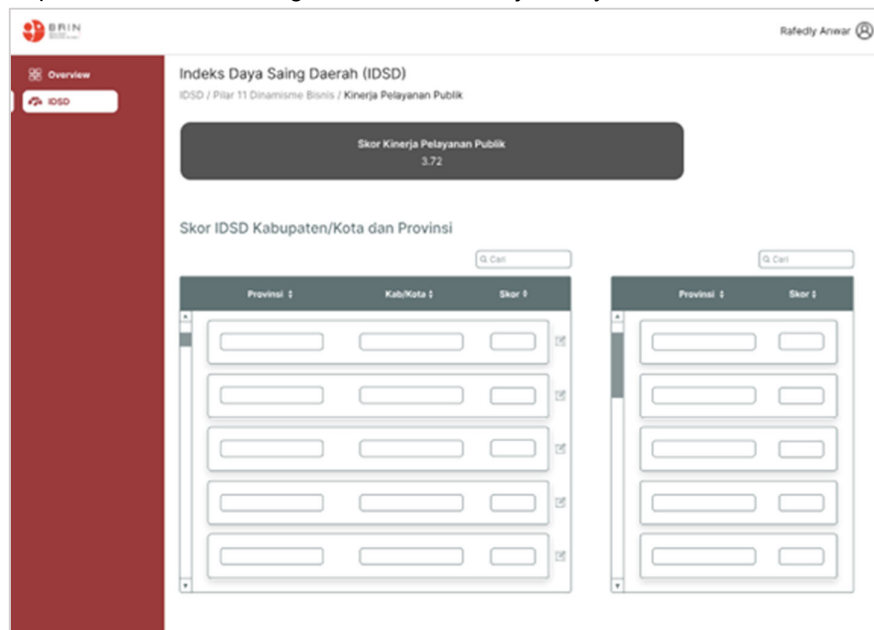 BRIN
Rafedly Anwar
Overview
IDSD
Indeks Daya Saing Daerah (IDSD)
IDSD / Pilar 11 Dinamisme Bisnis / Kinerja Pelayanan Publik
Skor Kinerja Pelayanan Publik
3.72
Skor IDSD Kabupaten/Kota dan Provinsi
Cari
Cari
Provinsi Kab/Kota Skor
Provinsi Skor